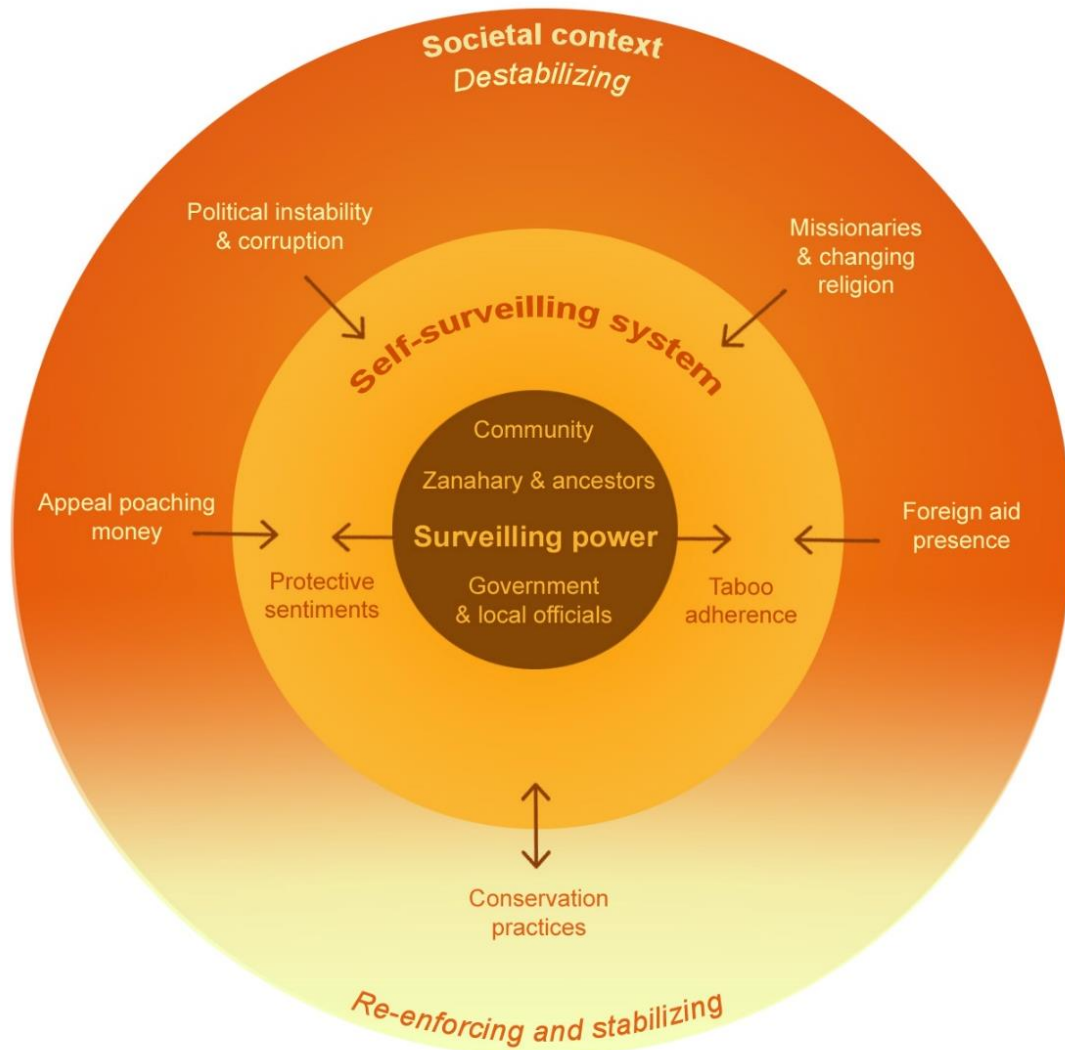 Societal context
Destabilizing
Political instability
& corruption
Missionaries
& changing
religion
Self-surveilling system
Community
Zanahary & ancestors
Surveilling power
Government
& local officials
Appeal poaching
money
Protective
sentiments
Taboo
adherence
Foreign aid
presence
Conservation
practices
Re-enforcing and stabilizing